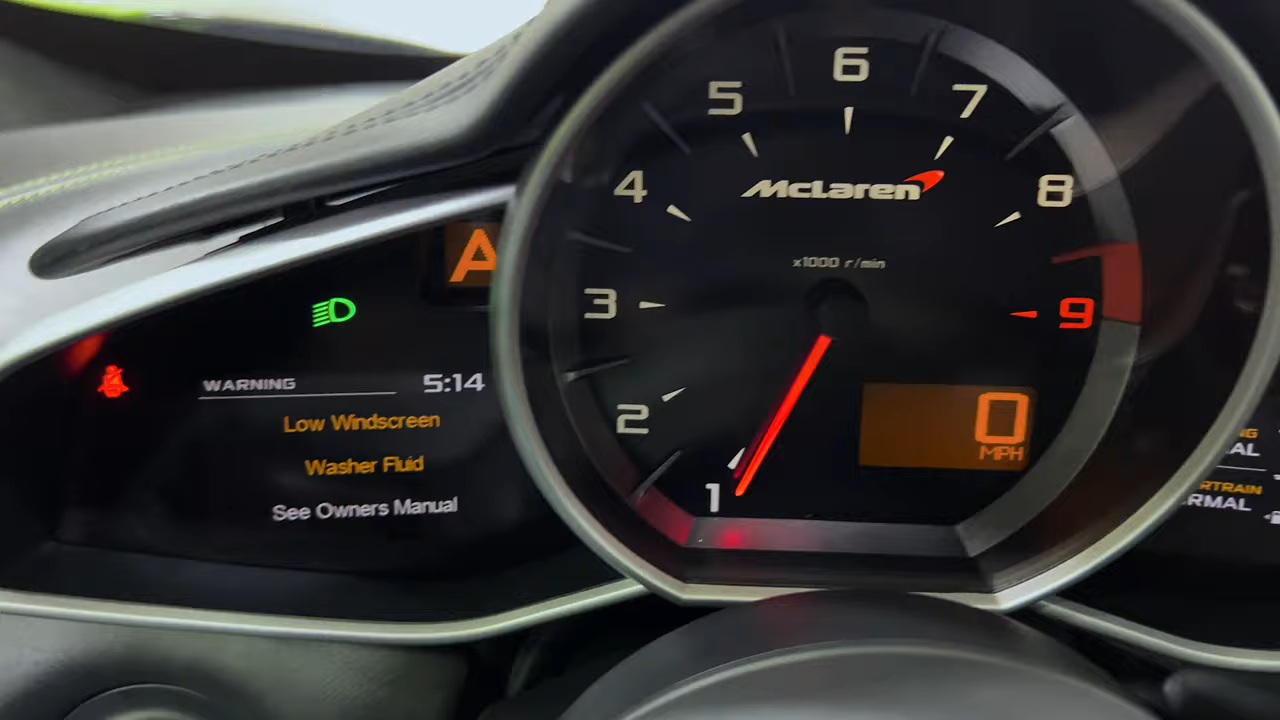 A
WARNING 5:14
Low Windscreen
Washer Fluid
See Owners Manual
1
2
3
4
5
6
7
8
9
McLaren
x1000 r/min
0
MPH